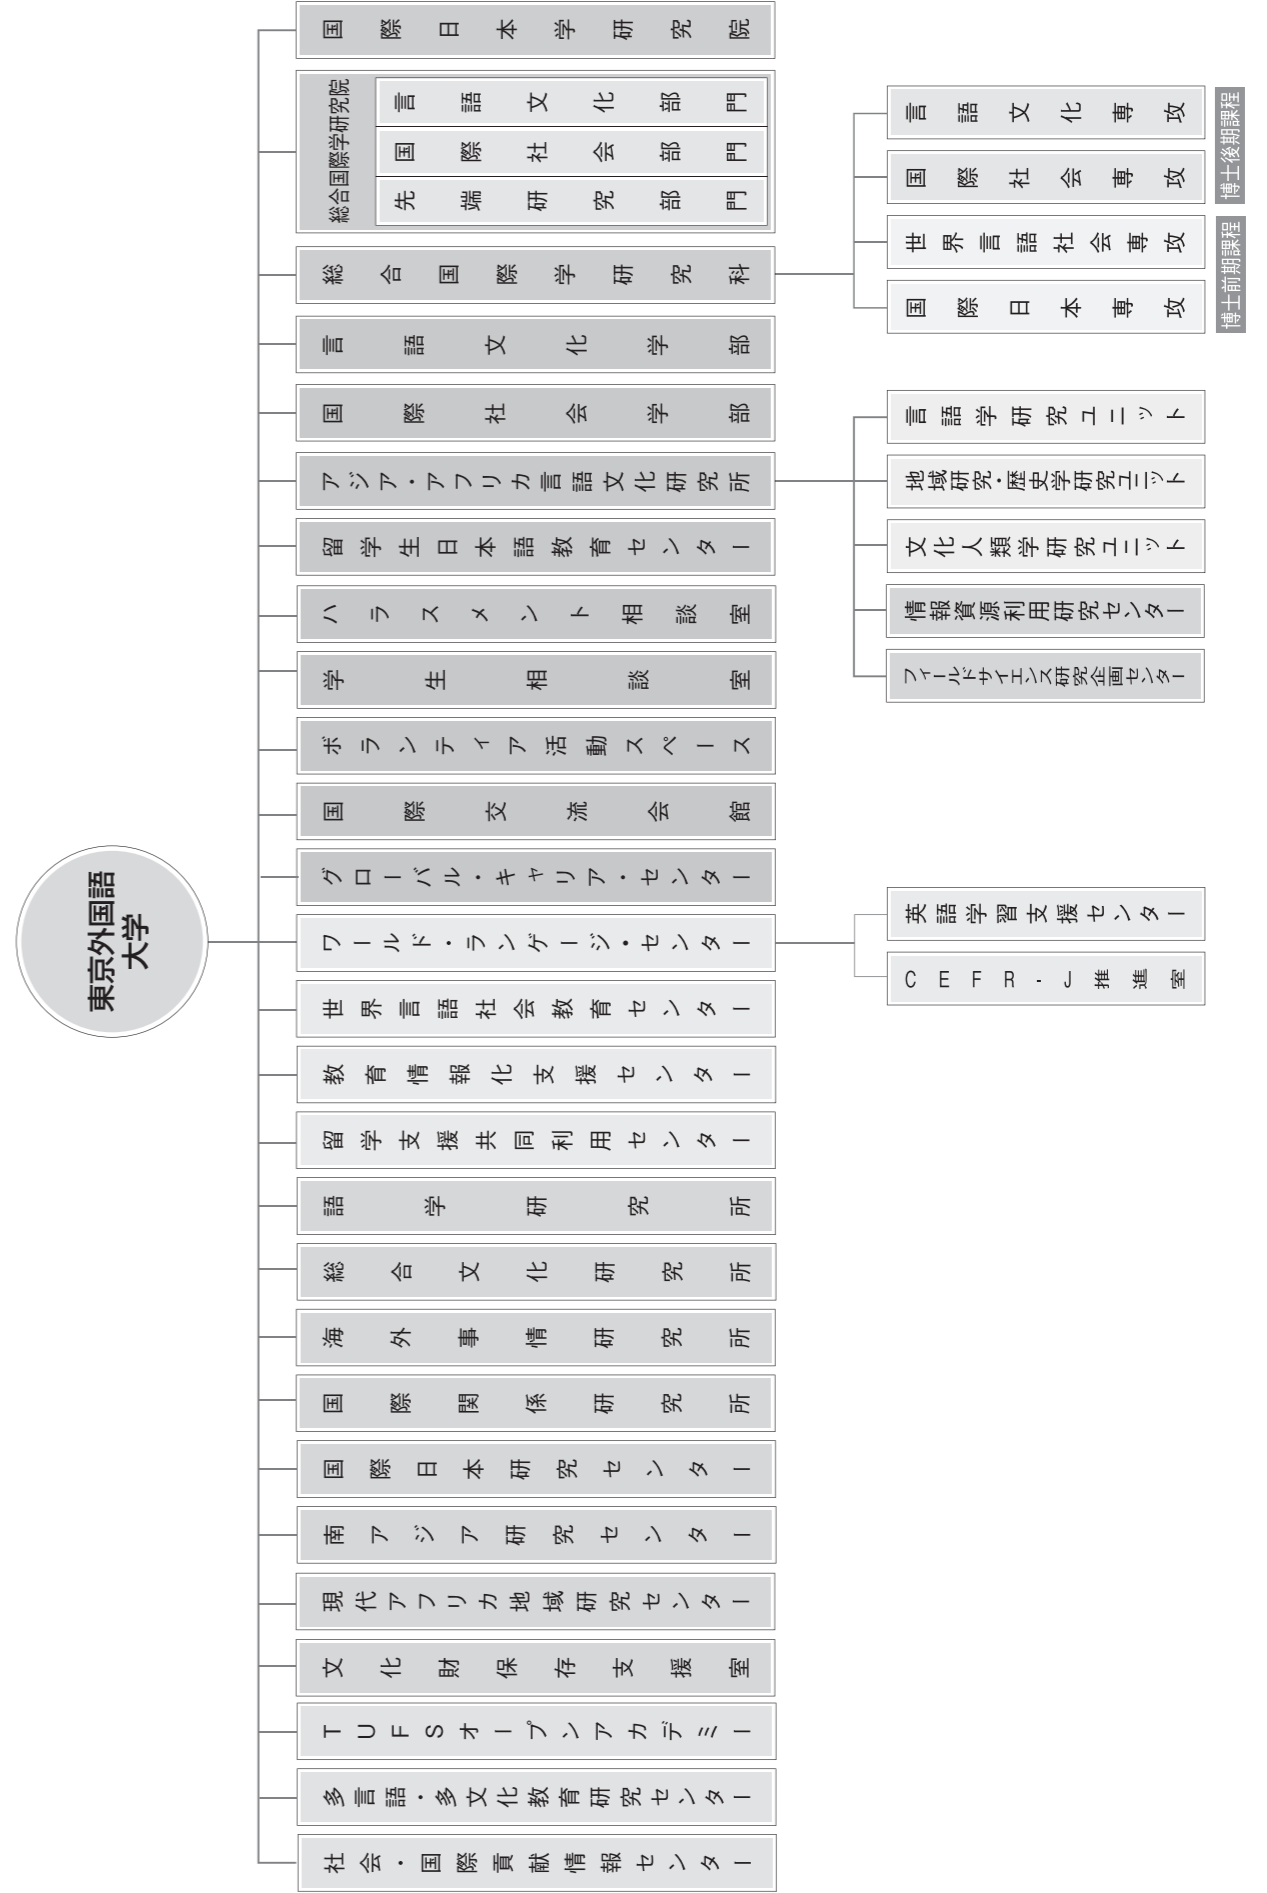 東京外国語
大学
国際日本学研究院
総合国際学研究院
言語文化部門
国際社会部門
先端研究部門
総合国際学研究科
言語文化専攻
国際社会専攻
博士後期課程
世界言語社会専攻
国際日本専攻
博士前期課程
言語文化学部
国際社会学部
アジア・アフリカ言語文化研究所
言語学研究ユニット
地域研究・歴史学研究ユニット
文化人類学研究ユニット
情報資源利用研究センター
フィールドサイエンス研究企画センター
留学生日本語教育センター
ハラスメント相談室
学生相談室
ボランティア活動スペース
国際交流会館
グローバル・キャリア・センター
ワールド・ランゲージ・センター
英語学習支援センター
CEFR-J推進室
世界言語社会教育センター
教育情報化支援センター
留学支援共同利用センター
語学研究所
総合文化研究所
海外事情研究所
国際関係研究所
国際日本研究センター
南アジア研究センター
現代アフリカ地域研究センター
文化財保存支援室
TUFSオープンアカデミー
多言語・多文化教育研究センター
社会・国際貢献情報センター